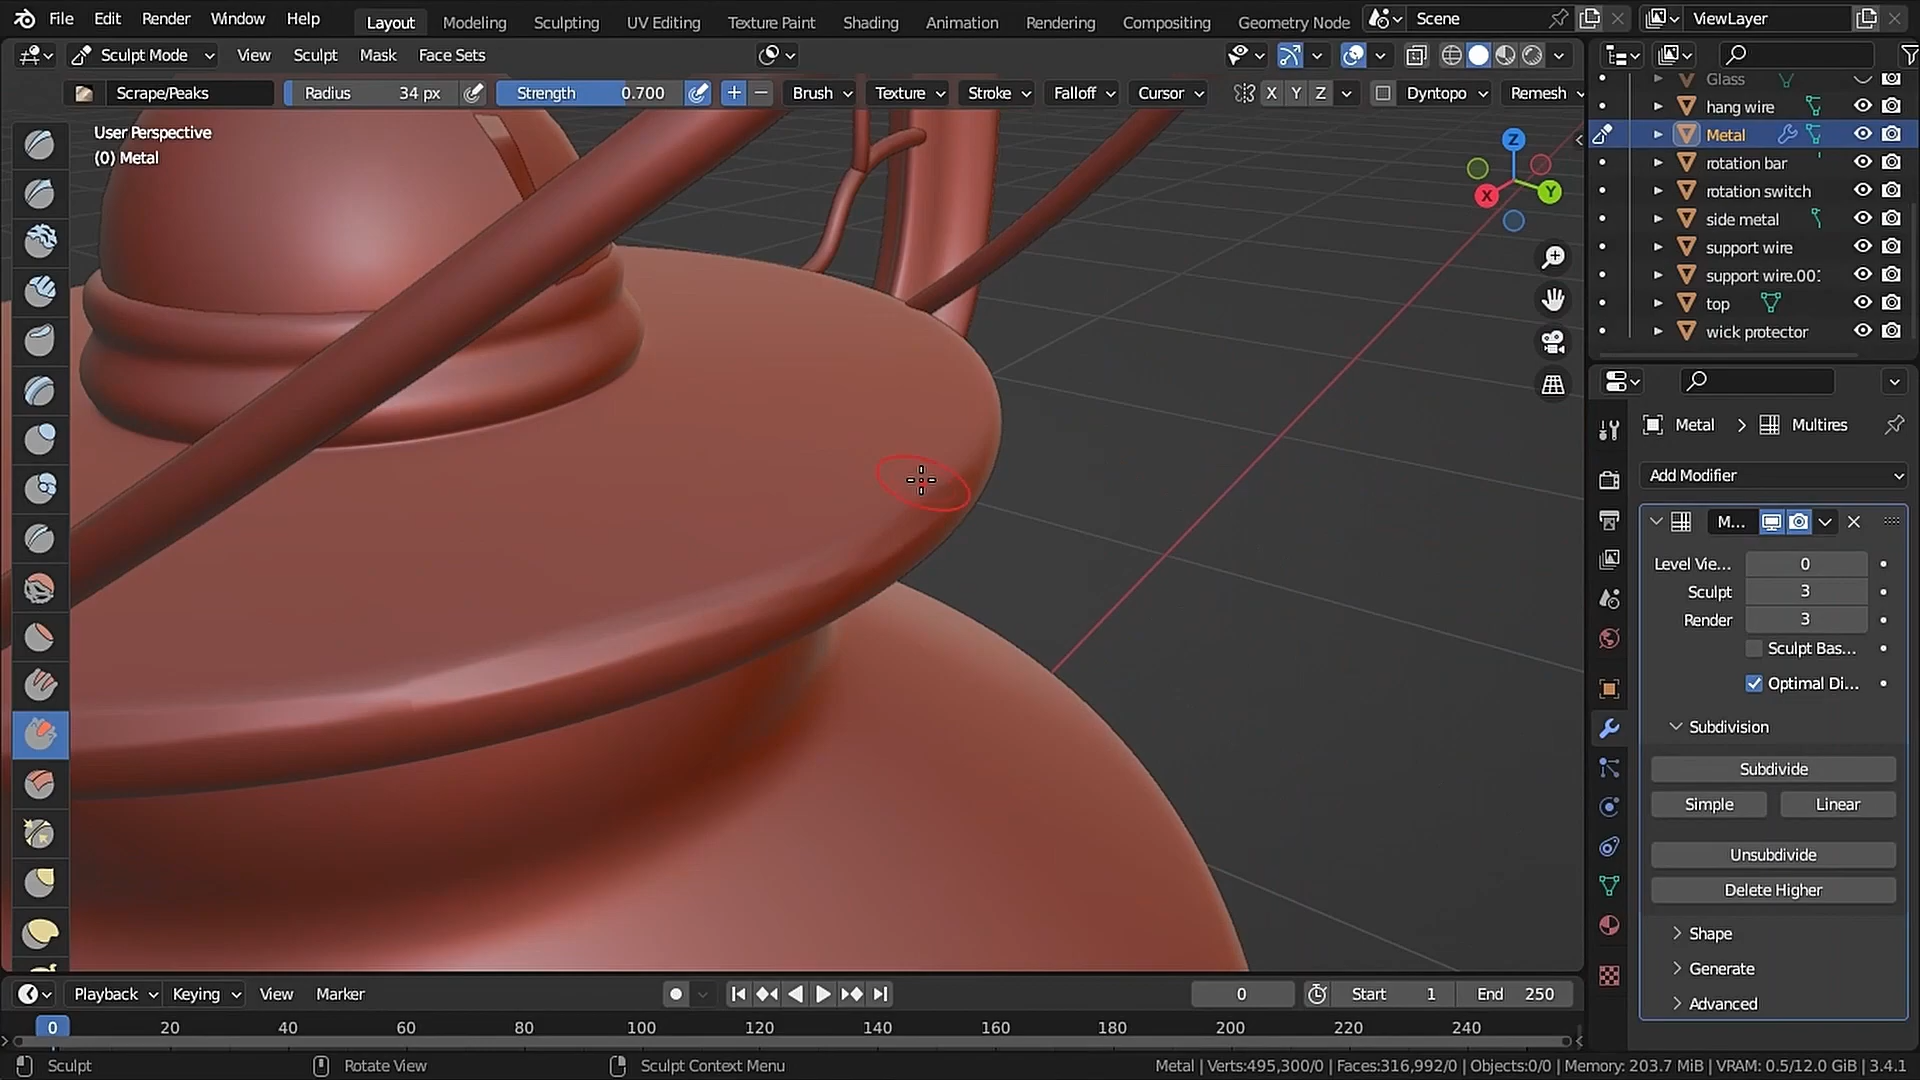 File Edit Render Window Help Layout Modeling Sculpting UV Editing Texture Paint Shading Animation Rendering Compositing Geometry Node Scene ViewLayer
Sculpt Mode View Sculpt Mask Face Sets
Scrape/Peaks Radius 34 px Strength 0.700 Brush Texture Stroke Falloff Cursor X Y Z Dyntopo Remesh
User Perspective
(0) Metal
Z
X
Y
Glass
hang wire
Metal
rotation bar
rotation switch
side metal
support wire
support wire.00
top
wick protector
Metal Multires
Add Modifier
M...
Level Vie... 0
Sculpt 3
Render 3
Sculpt Bas...
Optimal Di...
Subdivision
Subdivide
Simple Linear
Unsubdivide
Delete Higher
Shape
Generate
Advanced
Playback Keying View Marker 0 Start 1 End 250
0 20 40 60 80 100 120 140 160 180 200 220 240
Sculpt Rotate View Sculpt Context Menu Metal | Verts:495,300/0 | Faces:316,992/0 | Objects:0/0 | Memory: 203.7 MiB | VRAM: 0.5/12.0 GiB | 3.4.1